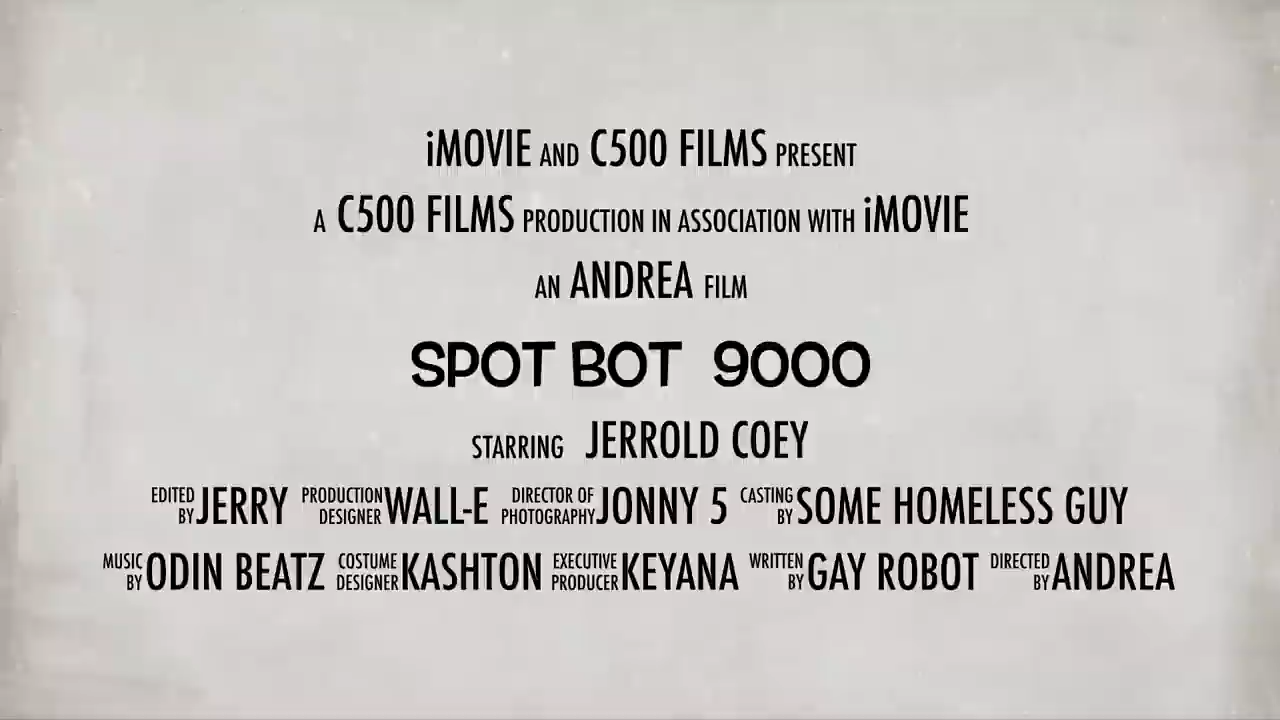 iMOVIE AND C500 FILMS PRESENT
A C500 FILMS PRODUCTION IN ASSOCIATION WITH iMOVIE
AN ANDREA FILM
SPOT BOT 9000
STARRING JERROLD COEY
EDITED BY JERRY PRODUCTION DESIGNER WALL-E DIRECTOR OF PHOTOGRAPHY JONNY 5 CASTING BY SOME HOMELESS GUY
MUSIC BY ODIN BEATZ COSTUME DESIGNER KASHTON EXECUTIVE PRODUCER KEYANA WRITTEN BY GAY ROBOT DIRECTED BY ANDREA